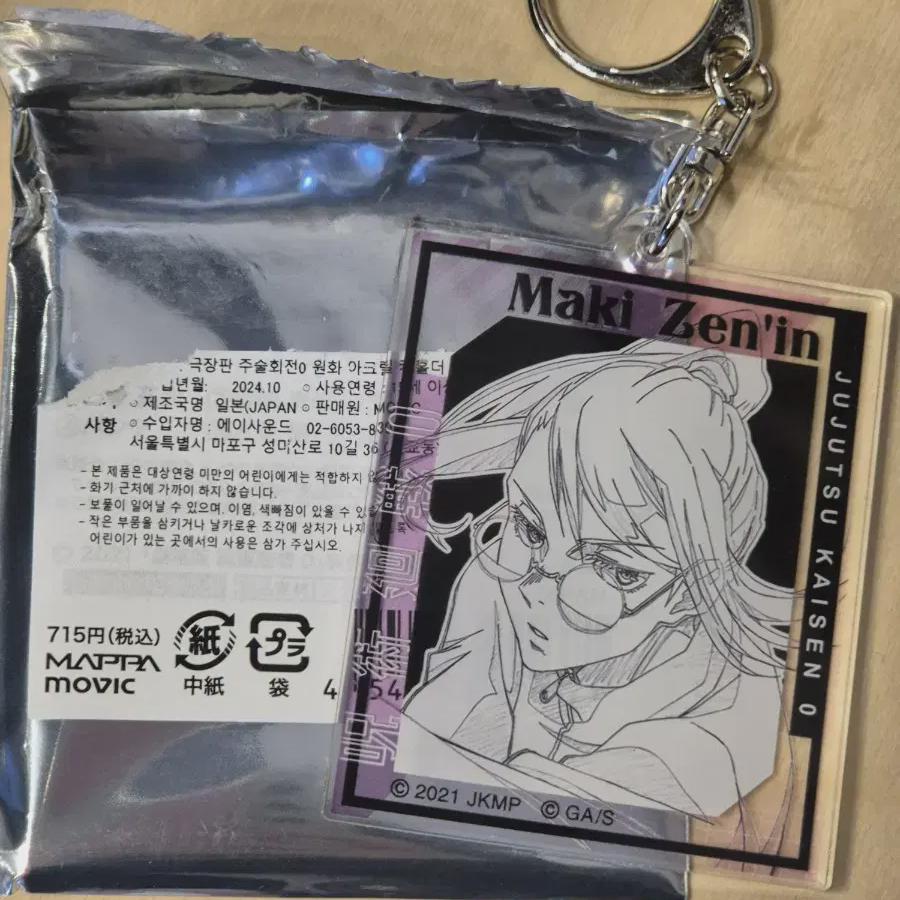 극장판 주술회전0 원화 아크릴 키홀더
입년월: 2024.10 ○사용연령
○제조국명 일본(JAPAN ○판매원:
사항 ○수입자명: 에이사운드 02-6053-83
서울특별시 마포구 성미산로 10길 36
- 본 제품은 대상연령 미만의 어린이에게는 적합하지
- 화기 근처에 가까이 하지 않습니다.
- 보풀이 일어날 수 있으며, 이염, 색빠짐이 있을 수
- 작은 부품을 삼키거나 날카로운 조각에 상처가 나지
어린이가 있는 곳에서의 사용은 삼가 주십시오.
715円(税込)
MAPPA
movic
紙
中紙
プラ
袋
4 54
Maki Zen'in
JUJUTSU KAISEN 0
呪術廻戦 0
© 2021 JKMP © GA/S